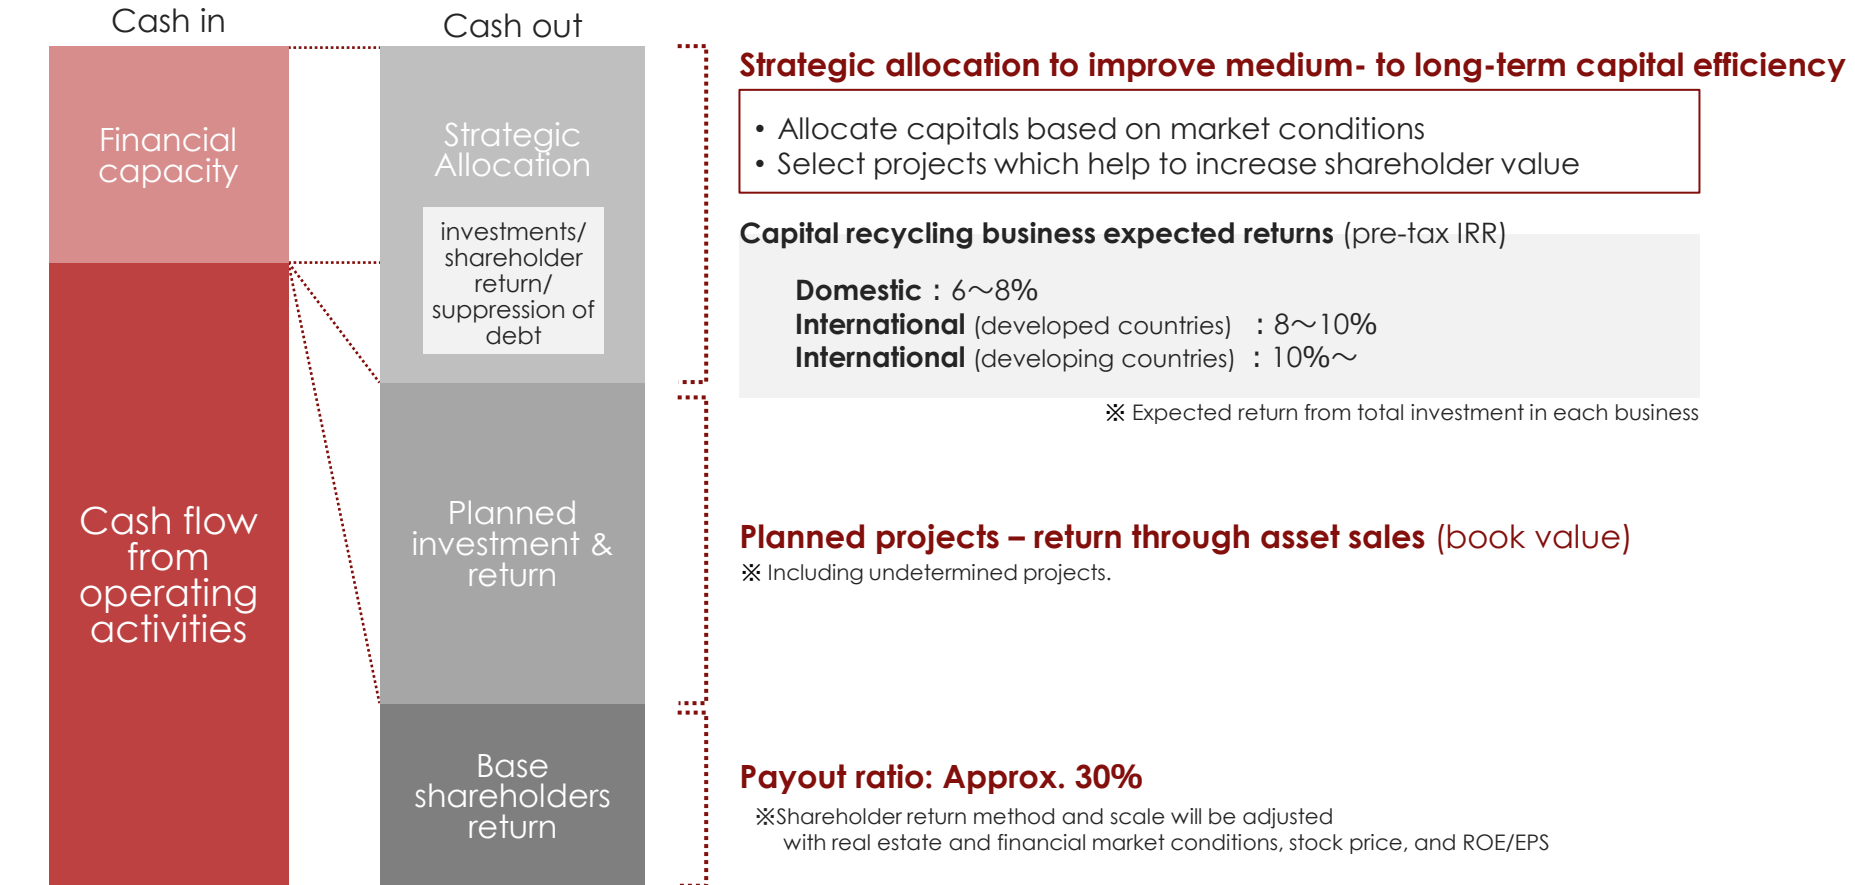 Cash in
Cash out
Financial
capacity
Cash flow
from
operating
activities
Strategic
Allocation
investments/
shareholder
return/
suppression of
debt
Planned
investment &
return
Base
shareholders
return
Strategic allocation to improve medium- to long-term capital efficiency
• Allocate capitals based on market conditions
• Select projects which help to increase shareholder value
Capital recycling business expected returns (pre-tax IRR)
Domestic：6～8%
International (developed countries) ：8～10%
International (developing countries) ：10%～
※ Expected return from total investment in each business
Planned projects – return through asset sales (book value)
※ Including undetermined projects.
Payout ratio: Approx. 30%
※Shareholder return method and scale will be adjusted
with real estate and financial market conditions, stock price, and ROE/EPS